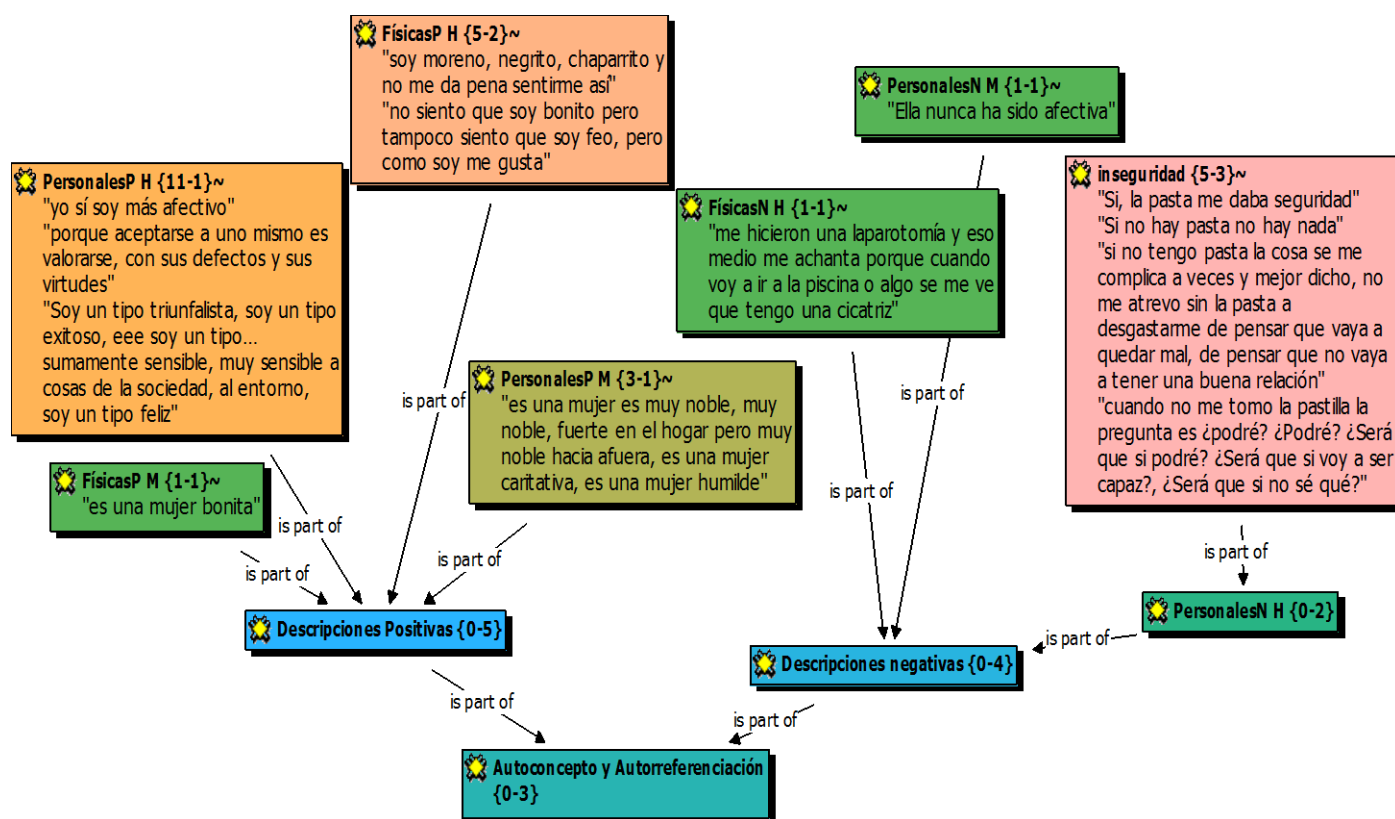 FísicasP H {5-2}~
"soy moreno, negrito, chaparrito y
no me da pena sentirme así"
"no siento que soy bonito pero
tampoco siento que soy feo, pero
como soy me gusta"
PersonalesN M {1-1}~
"Ella nunca ha sido afectiva"
PersonalesP H {11-1}~
"yo sí soy más afectivo"
"porque aceptarse a uno mismo es
valorarse, con sus defectos y sus
virtudes"
"Soy un tipo triunfalista, soy un tipo
exitoso, eee soy un tipo...
sumamente sensible, muy sensible a
cosas de la sociedad, al entorno,
soy un tipo feliz"
FísicasN H {1-1}~
"me hicieron una laparotomía y eso
medio me achanta porque cuando
voy a ir a la piscina o algo se me ve
que tengo una cicatriz"
inseguridad {5-3}~
"Si, la pasta me daba seguridad"
"Si no hay pasta no hay nada"
"si no tengo pasta la cosa se me
complica a veces y mejor dicho, no
me atrevo sin la pasta a
desgastarme de pensar que vaya a
quedar mal, de pensar que no vaya
a tener una buena relación"
"cuando no me tomo la pastilla la
pregunta es ¿podré? ¿Podré? ¿Será
que si podré? ¿Será que si voy a ser
capaz?, ¿Será que si no sé qué?"
is part of
PersonalesP M {3-1}~
"es una mujer es muy noble, muy
noble, fuerte en el hogar pero muy
noble hacia afuera, es una mujer
caritativa, es una mujer humilde"
is part of
FísicasP M {1-1}~
"es una mujer bonita"
is part of
is part of
is part of
is part of
is part of
is part of
Descripciones Positivas {0-5}
PersonalesN H {0-2}
is part of
Descripciones negativas {0-4}
is part of
is part of
Autoconcepto y Autorreferenciación
{0-3}